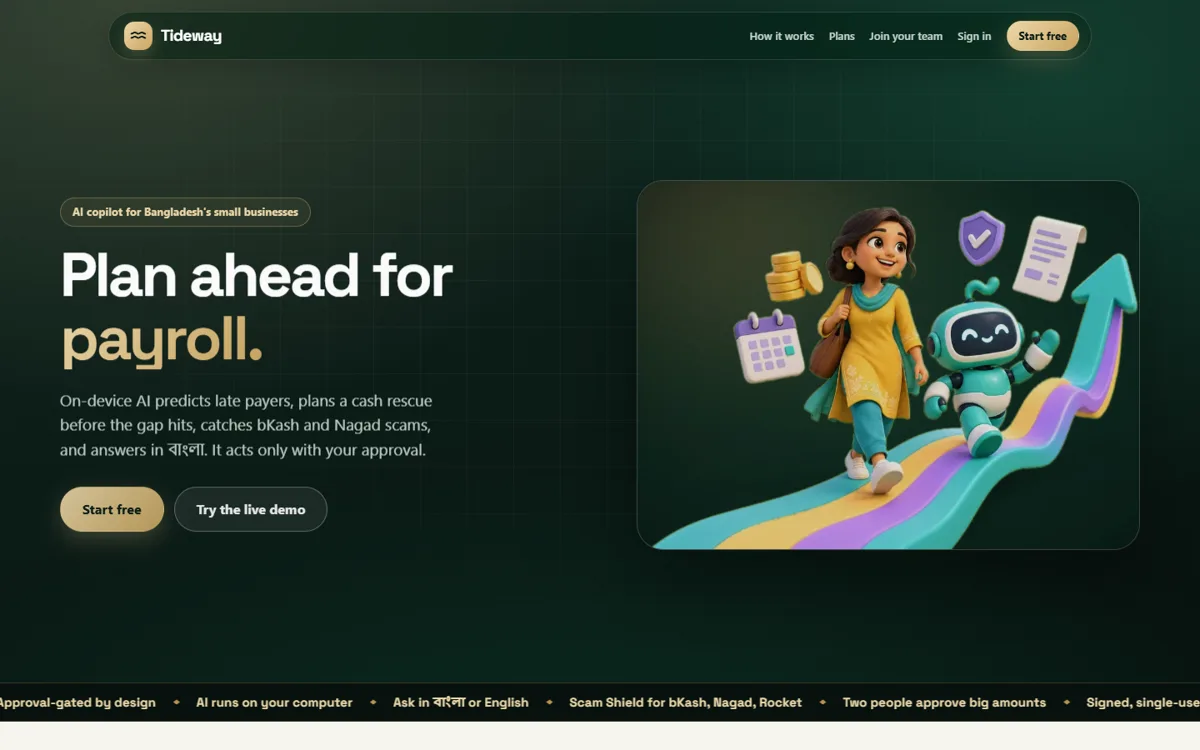 Tideway
How it works
Plans
Join your team
Sign in
Start free
AI copilot for Bangladesh's small businesses
Plan ahead for
payroll.
On-device AI predicts late payers, plans a cash rescue
before the gap hits, catches bKash and Nagad scams,
and answers in বাংলা. It acts only with your approval.
Start free
Try the live demo
Approval-gated by design
AI runs on your computer
Ask in বাংলা or English
Scam Shield for bKash, Nagad, Rocket
Two people approve big amounts
Signed, single-use